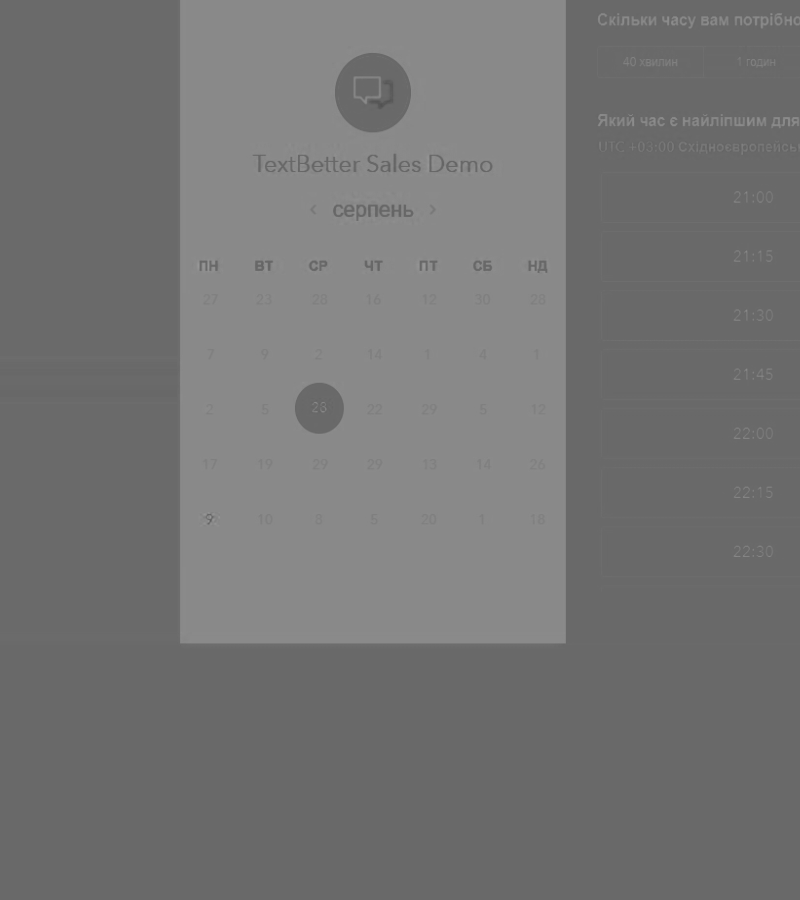 TextBetter Sales Demo
‹ серпень ›
ПН ВТ СР ЧТ ПТ СБ НД
27 23 28 16 12 30 28
7 9 2 14 1 4 1
2 5 23 22 29 5 12
17 19 29 29 13 14 26
9 10 8 5 20 1 18
Скільки часу вам потрібно
40 хвилин 1 годин
Який час є найліпшим для
UTC +03:00 Східноєвропейськ
21:00
21:15
21:30
21:45
22:00
22:15
22:30